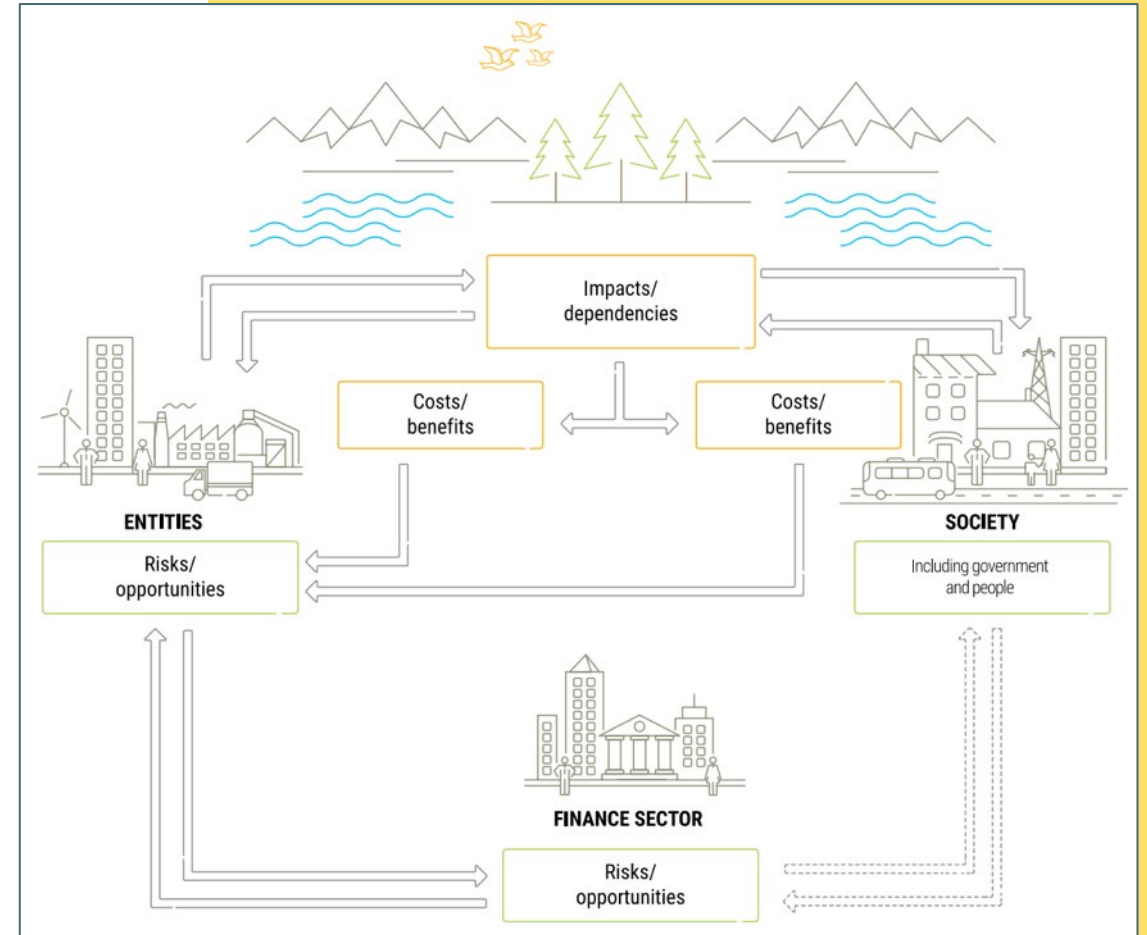 Impacts/
dependencies
Costs/
benefits
Costs/
benefits
ENTITIES
Risks/
opportunities
SOCIETY
Including government
and people
FINANCE SECTOR
Risks/
opportunities